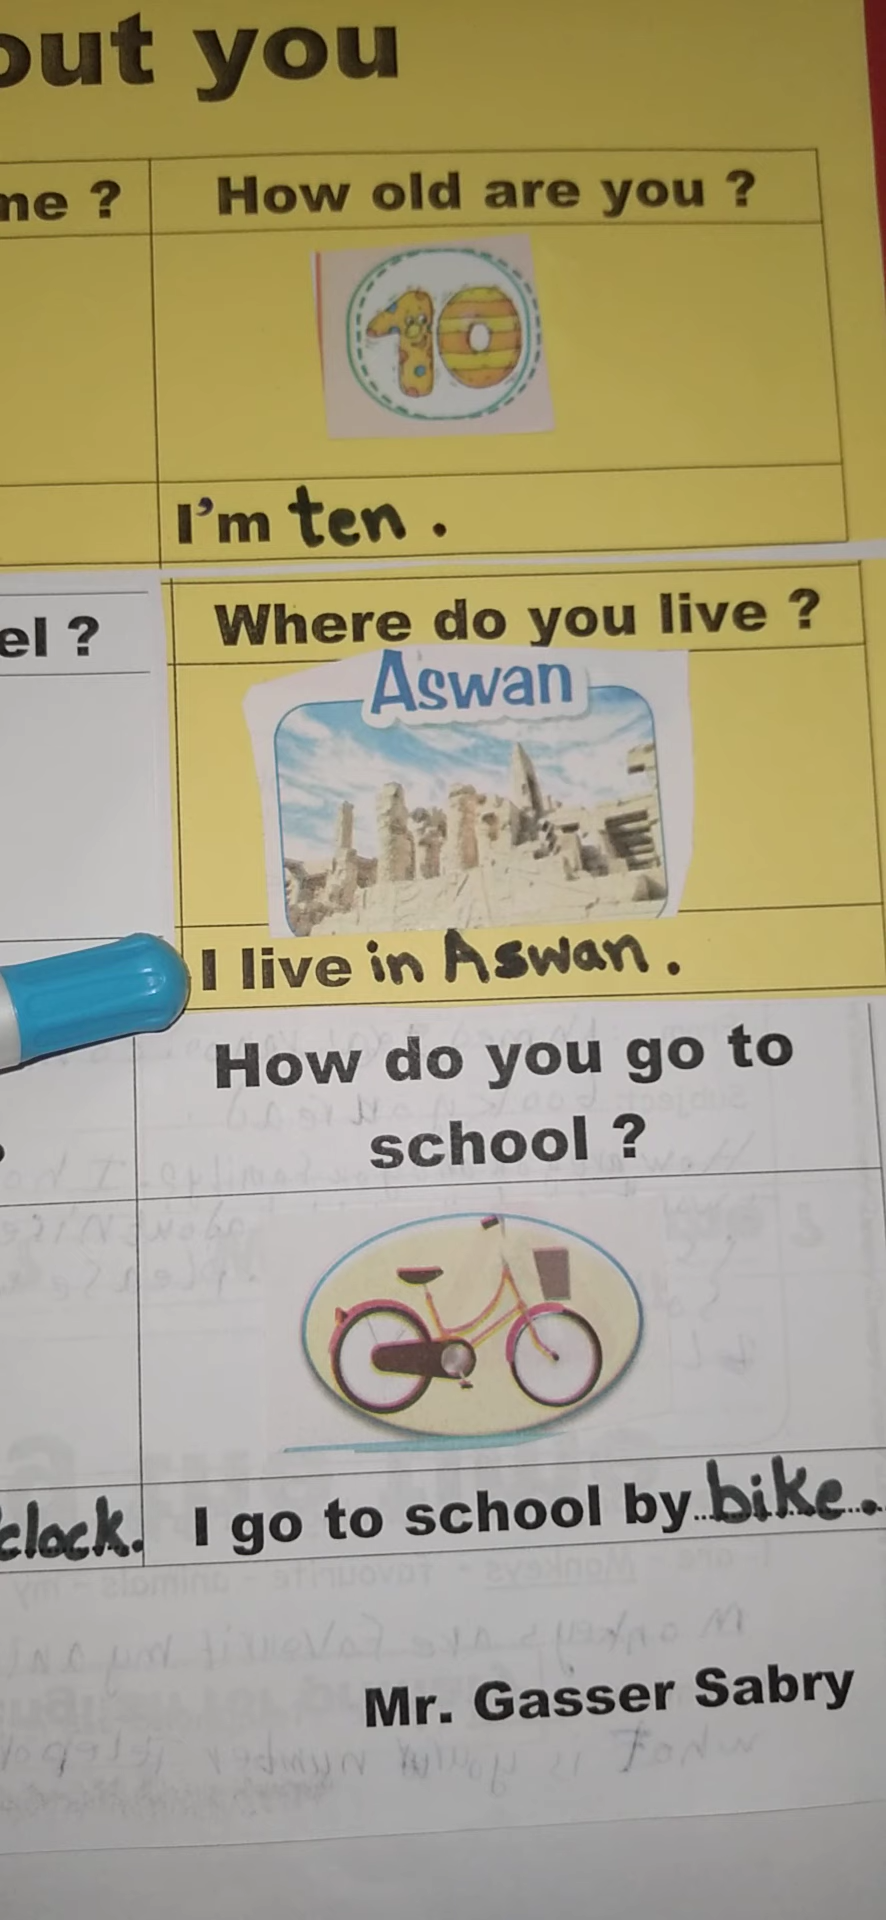 out you
me ?
How old are you ?
10
I'm ten .
el ?
Where do you live ?
Aswan
I live in Aswan .
How do you go to
school ?
clock.
I go to school by bike.
Mr. Gasser Sabry